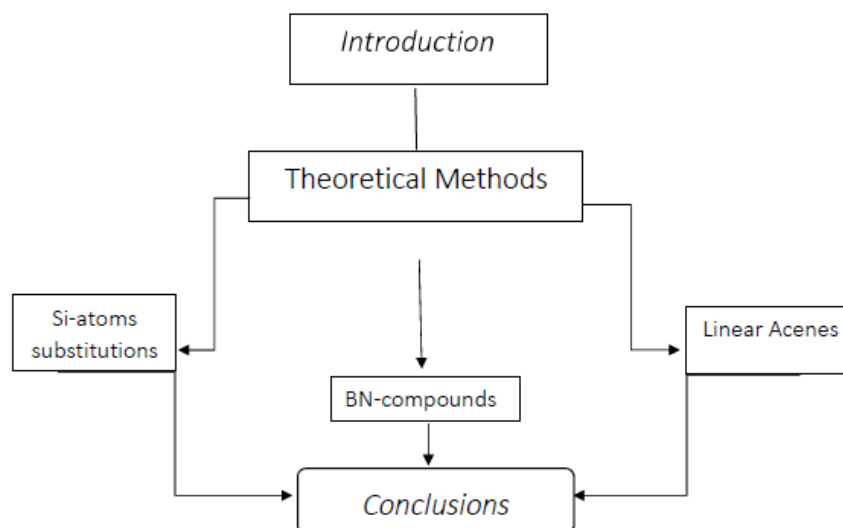 Introduction
Theoretical Methods
Si-atoms
substitutions
Linear Acenes
BN-compounds
Conclusions